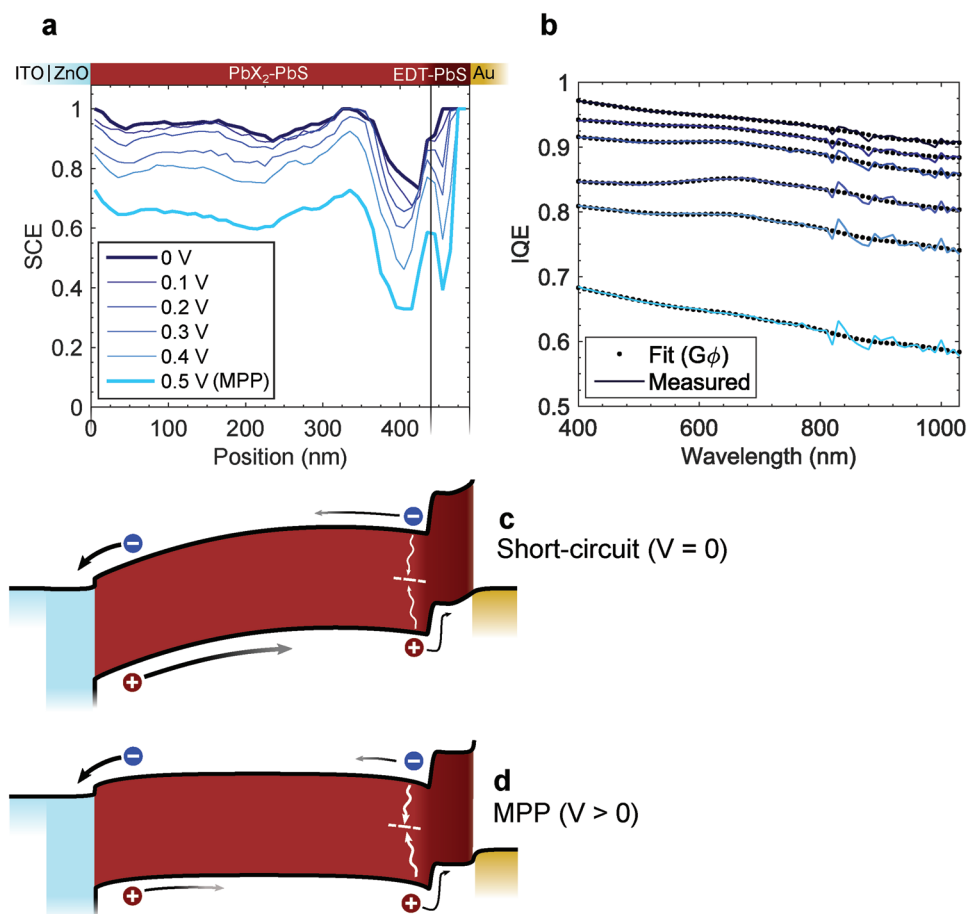 a
ITO|ZnO PbX₂-PbS EDT-PbS Au
1
0.8
0.6
0.4
0.2
0
SCE
0 V
0.1 V
0.2 V
0.3 V
0.4 V
0.5 V (MPP)
0 100 200 300 400
Position (nm)
b
1
0.9
0.8
0.7
0.6
0.5
IQE
Fit (Gϕ)
Measured
400 600 800 1000
Wavelength (nm)
c
Short-circuit (V = 0)
d
MPP (V > 0)